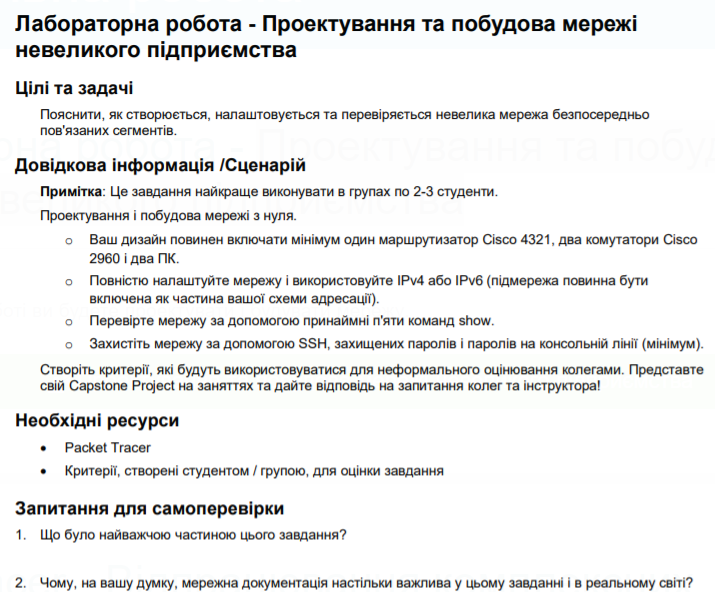 Лабораторна робота - Проектування та побудова мережі
невеликого підприємства
Цілі та задачі
Пояснити, як створюється, налаштовується та перевіряється невелика мережа безпосередньо
пов'язаних сегментів.
Довідкова інформація /Сценарій
Примітка: Це завдання найкраще виконувати в групах по 2-3 студенти.
Проектування і побудова мережі з нуля.
o Ваш дизайн повинен включати мінімум один маршрутизатор Cisco 4321, два комутатори Cisco
2960 і два ПК.
o Повністю налаштуйте мережу і використовуйте IPv4 або IPv6 (підмережа повинна бути
включена як частина вашої схеми адресації).
o Перевірте мережу за допомогою принаймні п'яти команд show.
o Захистіть мережу за допомогою SSH, захищених паролів і паролів на консольній лінії (мінімум).
Створіть критерії, які будуть використовуватися для неформального оцінювання колегами. Представте
свій Capstone Project на заняттях та дайте відповідь на запитання колег та інструктора!
Необхідні ресурси
• Packet Tracer
• Критерії, створені студентом / групою, для оцінки завдання
Запитання для самоперевірки
1. Що було найважчою частиною цього завдання?
2. Чому, на вашу думку, мережна документація настільки важлива у цьому завданні і в реальному світі?